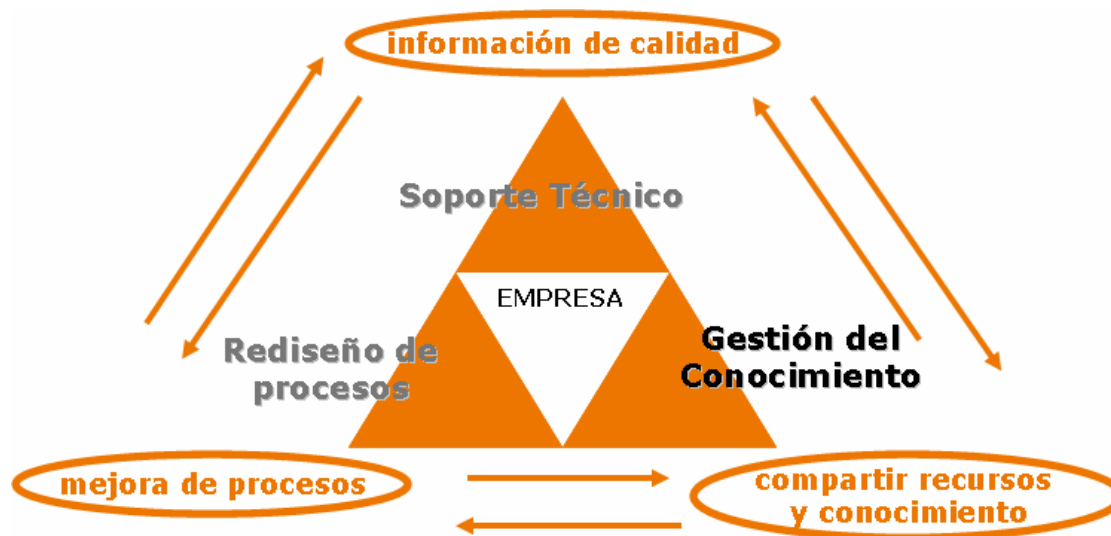 información de calidad
Soporte Técnico
EMPRESA
Rediseño de
procesos
Gestión del
Conocimiento
mejora de procesos
compartir recursos
y conocimiento